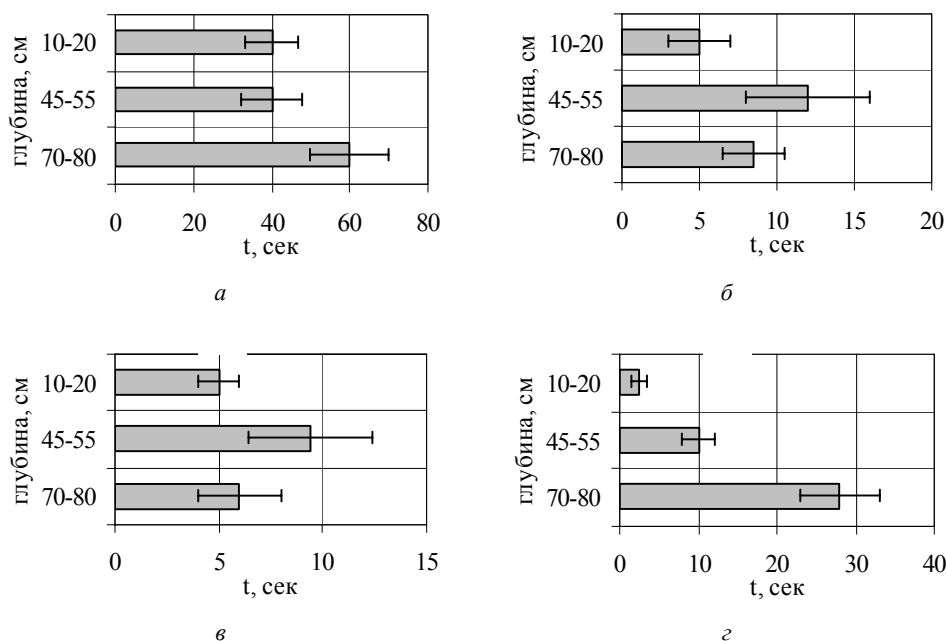 глубина, см
10-20
45-55
70-80
0 20 40 60 80
t, сек
а
глубина, см
10-20
45-55
70-80
0 5 10 15 20
t, сек
б
глубина, см
10-20
45-55
70-80
0 5 10 15
t, сек
в
глубина, см
10-20
45-55
70-80
0 10 20 30 40
t, сек
г